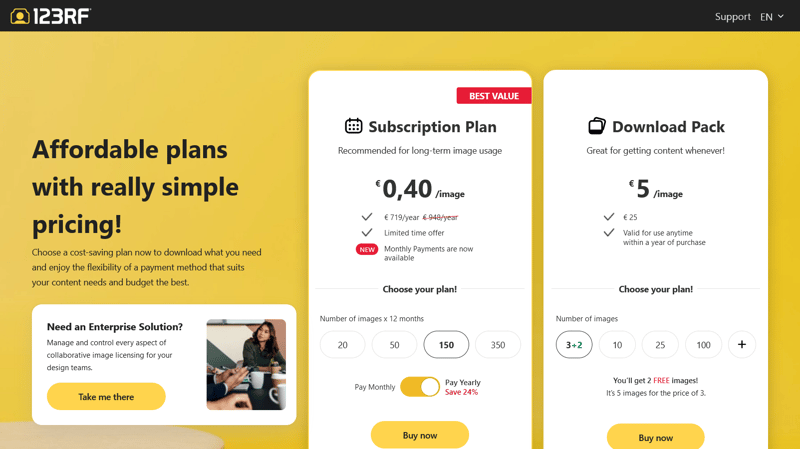 123RF
Support EN
Affordable plans
with really simple
pricing!
Choose a cost-saving plan now to download what you need
and enjoy the flexibility of a payment method that suits
your content needs and budget the best.
Need an Enterprise Solution?
Manage and control every aspect of
collaborative image licensing for your
design teams.
Take me there
BEST VALUE
Subscription Plan
Recommended for long-term image usage
€ 0,40 /image
€ 719/year € 948/year
Limited time offer
NEW Monthly Payments are now
available
Choose your plan!
Number of images x 12 months
20 50 150 350
Pay Monthly
Pay Yearly
Save 24%
Buy now
Download Pack
Great for getting content whenever!
€ 5 /image
€ 25
Valid for use anytime
within a year of purchase
Choose your plan!
Number of images
3+2 10 25 100 +
You'll get 2 FREE images!
It's 5 images for the price of 3.
Buy now